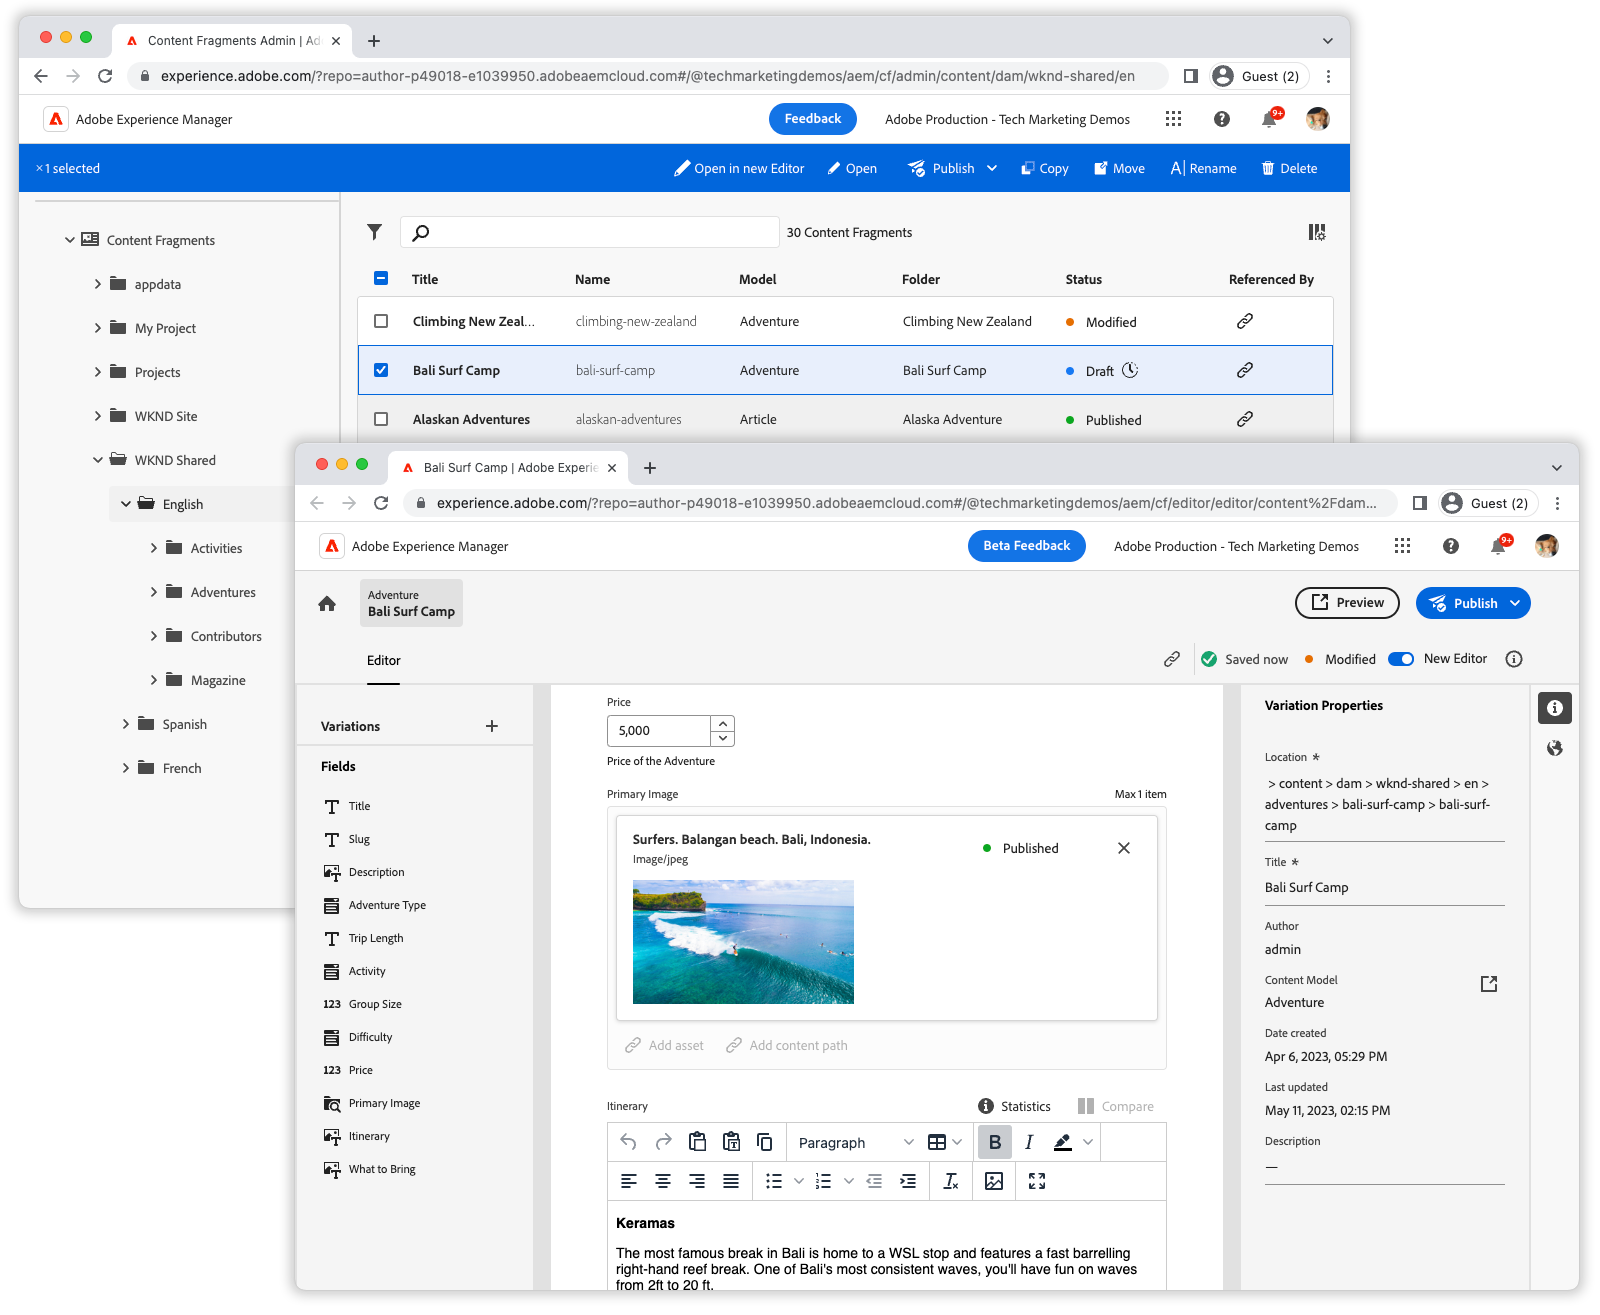 Content Fragments Admin | Ad
experience.adobe.com/?repo=author-p49018-e1039950.adobeaemcloud.com#/@techmarketingdemos/aem/cf/admin/content/dam/wknd-shared/en
Guest (2)
Adobe Experience Manager
Feedback
Adobe Production - Tech Marketing Demos
9+
× 1 selected
Open in new Editor
Open
Publish
Copy
Move
Rename
Delete
Content Fragments
appdata
My Project
Projects
WKND Site
WKND Shared
English
Activities
Adventures
Contributors
Magazine
Spanish
French
30 Content Fragments
Title Name Model Folder Status Referenced By
Climbing New Zeal... climbing-new-zealand Adventure Climbing New Zealand Modified
Bali Surf Camp bali-surf-camp Adventure Bali Surf Camp Draft
Alaskan Adventures alaskan-adventures Article Alaska Adventure Published
Bali Surf Camp | Adobe Experie
experience.adobe.com/?repo=author-p49018-e1039950.adobeaemcloud.com#/@techmarketingdemos/aem/cf/editor/editor/content%2Fdam...
Guest (2)
Adobe Experience Manager
Beta Feedback
Adobe Production - Tech Marketing Demos
9+
Adventure
Bali Surf Camp
Preview
Publish
Editor
Saved now
Modified
New Editor
Variations
Fields
Title
Slug
Description
Adventure Type
Trip Length
Activity
123 Group Size
Difficulty
123 Price
Primary Image
Itinerary
What to Bring
Price
5,000
Price of the Adventure
Primary Image
Max 1 item
Surfers. Balangan beach. Bali, Indonesia.
Image/jpeg
Published
Add asset
Add content path
Itinerary
Statistics
Compare
Paragraph
B
I
Keramas
The most famous break in Bali is home to a WSL stop and features a fast barrelling
right-hand reef break. One of Bali's most consistent waves, you'll have fun on waves
from 2ft to 20 ft.
Variation Properties
Location *
> content > dam > wknd-shared > en >
adventures > bali-surf-camp > bali-surf-
camp
Title *
Bali Surf Camp
Author
admin
Content Model
Adventure
Date created
Apr 6, 2023, 05:29 PM
Last updated
May 11, 2023, 02:15 PM
Description
—